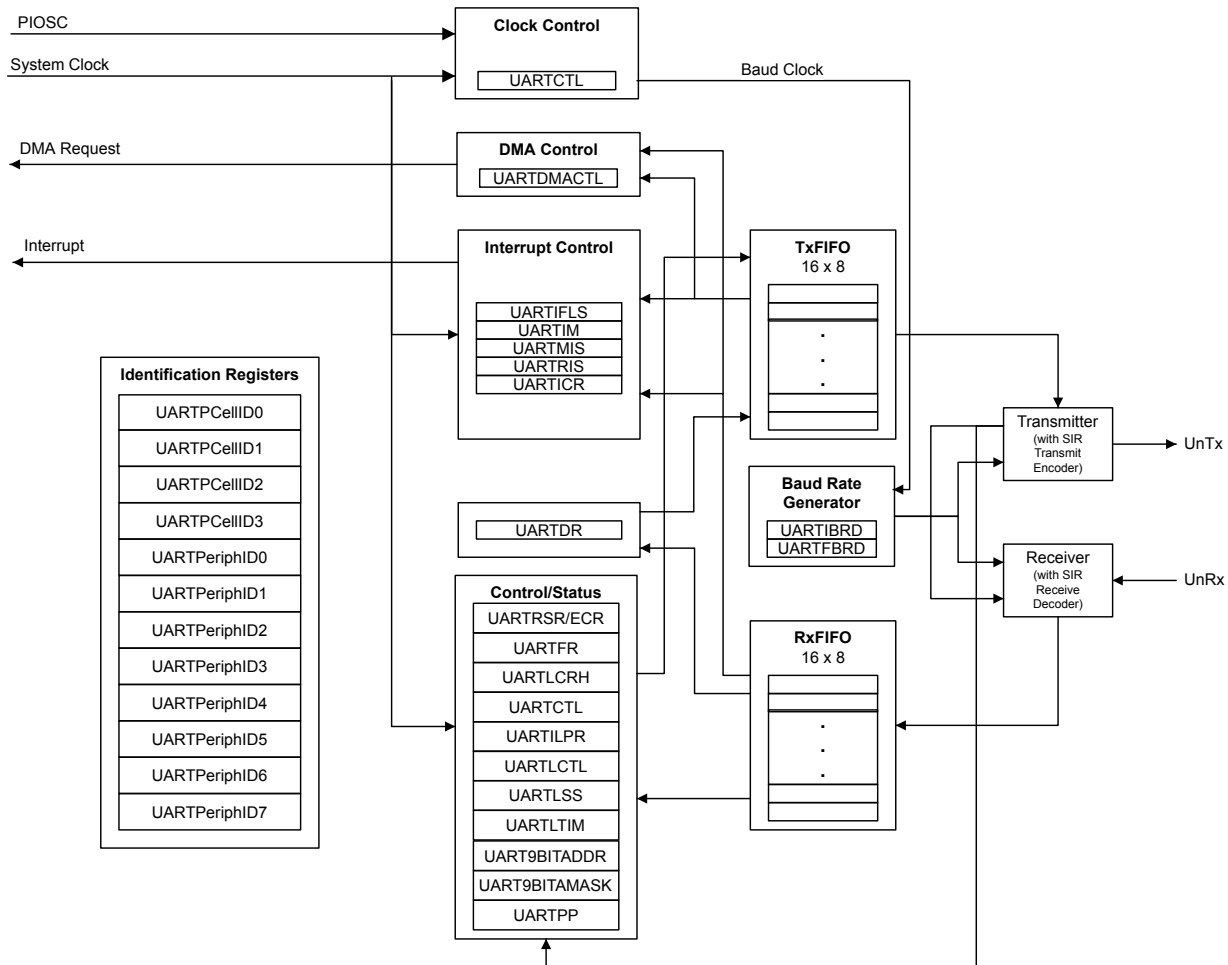 PIOSC
System Clock
Clock Control
UARTCTL
Baud Clock
DMA Request
DMA Control
UARTDMACTL
Interrupt
Interrupt Control
UARTIFLS
UARTIM
UARTMIS
UARTRIS
UARTICR
TxFIFO
16 x 8
.
.
.
Identification Registers
UARTPCellID0
UARTPCellID1
UARTPCellID2
UARTPCellID3
UARTPeriphID0
UARTPeriphID1
UARTPeriphID2
UARTPeriphID3
UARTPeriphID4
UARTPeriphID5
UARTPeriphID6
UARTPeriphID7
Transmitter
(with SIR
Transmit
Encoder)
UnTx
Baud Rate
Generator
UARTIBRD
UARTFBRD
UARTDR
Receiver
(with SIR
Receive
Decoder)
UnRx
Control/Status
UARTRSR/ECR
UARTFR
UARTLCRH
UARTCTL
UARTILPR
UARTLCTL
UARTLSS
UARTLTIM
UART9BITADDR
UART9BITAMASK
UARTPP
RxFIFO
16 x 8
.
.
.